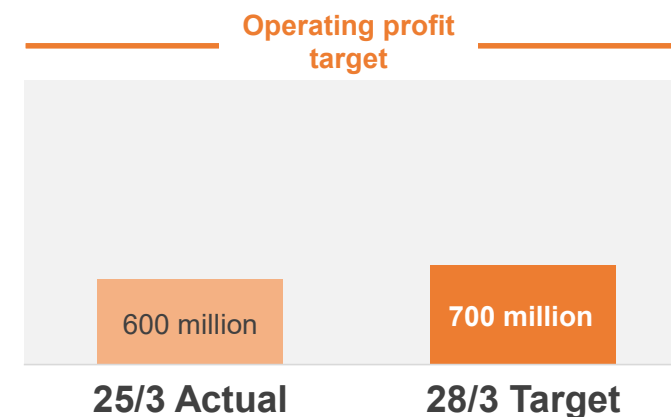 Operating profit
target
600 million
700 million
25/3 Actual
28/3 Target